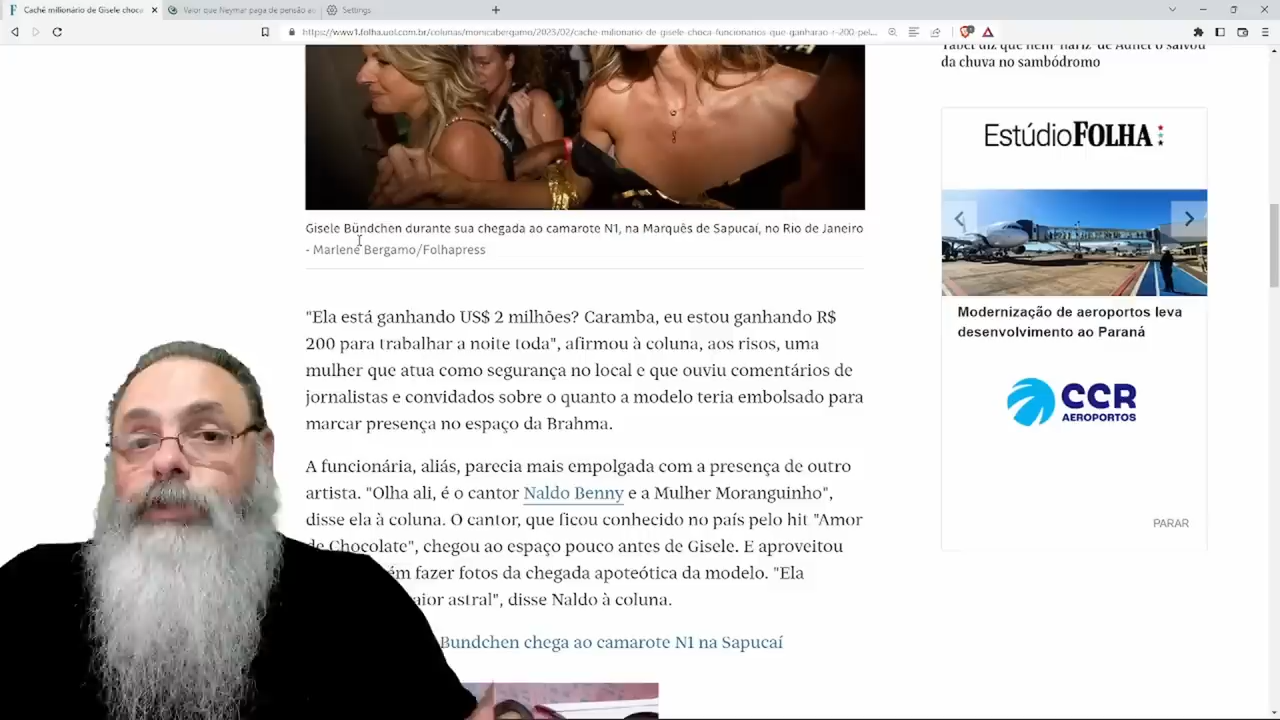 Cachê milionário de Gisele choca
Valor que Neymar paga de pensão ao
Settings
https://www1.folha.uol.com.br/colunas/monicabergamo/2023/02/cache-milionario-de-gisele-choca-funcionarios-que-ganharao-r-200-pel...
da chuva no sambódromo
Estúdio FOLHA
Gisele Bündchen durante sua chegada ao camarote N1, na Marquês de Sapucaí, no Rio de Janeiro
- Marlene Bergamo/Folhapress
Modernização de aeroportos leva
desenvolvimento ao Paraná
"Ela está ganhando US$ 2 milhões? Caramba, eu estou ganhando R$
200 para trabalhar a noite toda", afirmou à coluna, aos risos, uma
mulher que atua como segurança no local e que ouviu comentários de
jornalistas e convidados sobre o quanto a modelo teria embolsado para
marcar presença no espaço da Brahma.
CCR
AEROPORTOS
A funcionária, aliás, parecia mais empolgada com a presença de outro
artista. "Olha ali, é o cantor Naldo Benny e a Mulher Moranguinho",
disse ela à coluna. O cantor, que ficou conhecido no país pelo hit "Amor
de Chocolate", chegou ao espaço pouco antes de Gisele. E aproveitou
fazer fotos da chegada apoteótica da modelo. "Ela
astral", disse Naldo à coluna.
PARAR
Bundchen chega ao camarote N1 na Sapucaí